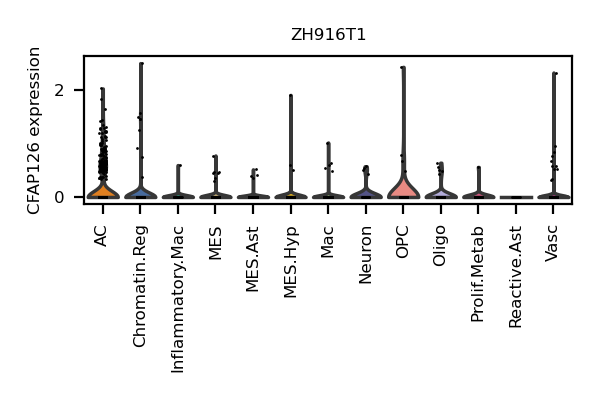 ZH916T1
CFAP126 expression
2
0
AC
Chromatin.Reg
Inflammatory.Mac
MES
MES.Ast
MES.Hyp
Mac
Neuron
OPC
Oligo
Prolif.Metab
Reactive.Ast
Vasc